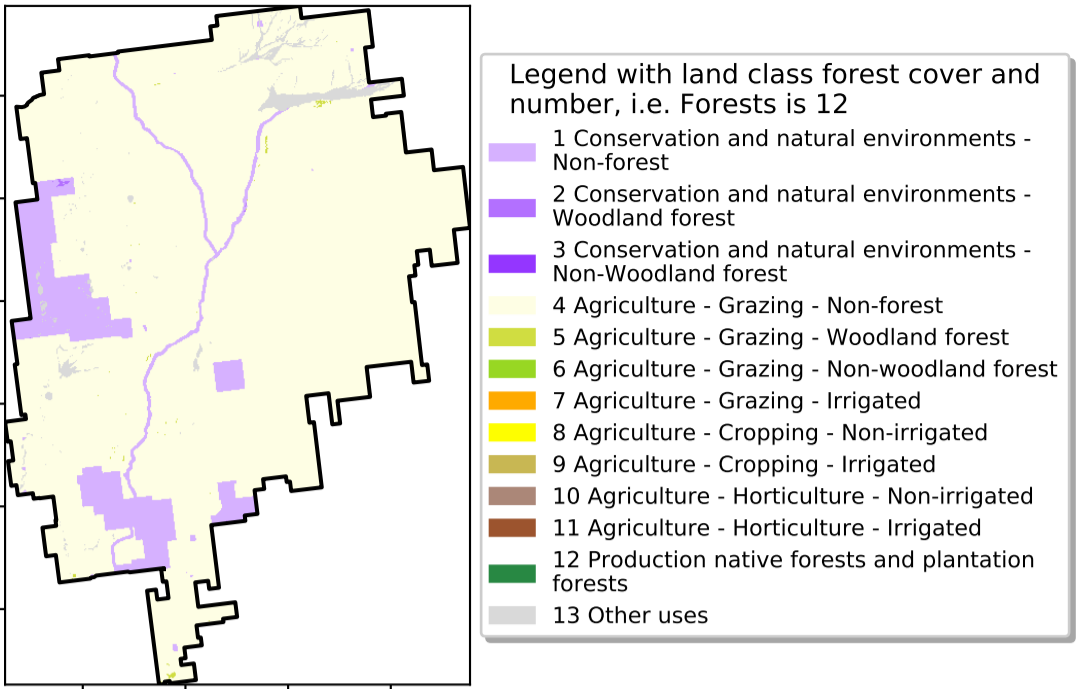 Legend with land class forest cover and
number, i.e. Forests is 12
1 Conservation and natural environments -
Non-forest
2 Conservation and natural environments -
Woodland forest
3 Conservation and natural environments -
Non-Woodland forest
4 Agriculture - Grazing - Non-forest
5 Agriculture - Grazing - Woodland forest
6 Agriculture - Grazing - Non-woodland forest
7 Agriculture - Grazing - Irrigated
8 Agriculture - Cropping - Non-irrigated
9 Agriculture - Cropping - Irrigated
10 Agriculture - Horticulture - Non-irrigated
11 Agriculture - Horticulture - Irrigated
12 Production native forests and plantation
forests
13 Other uses